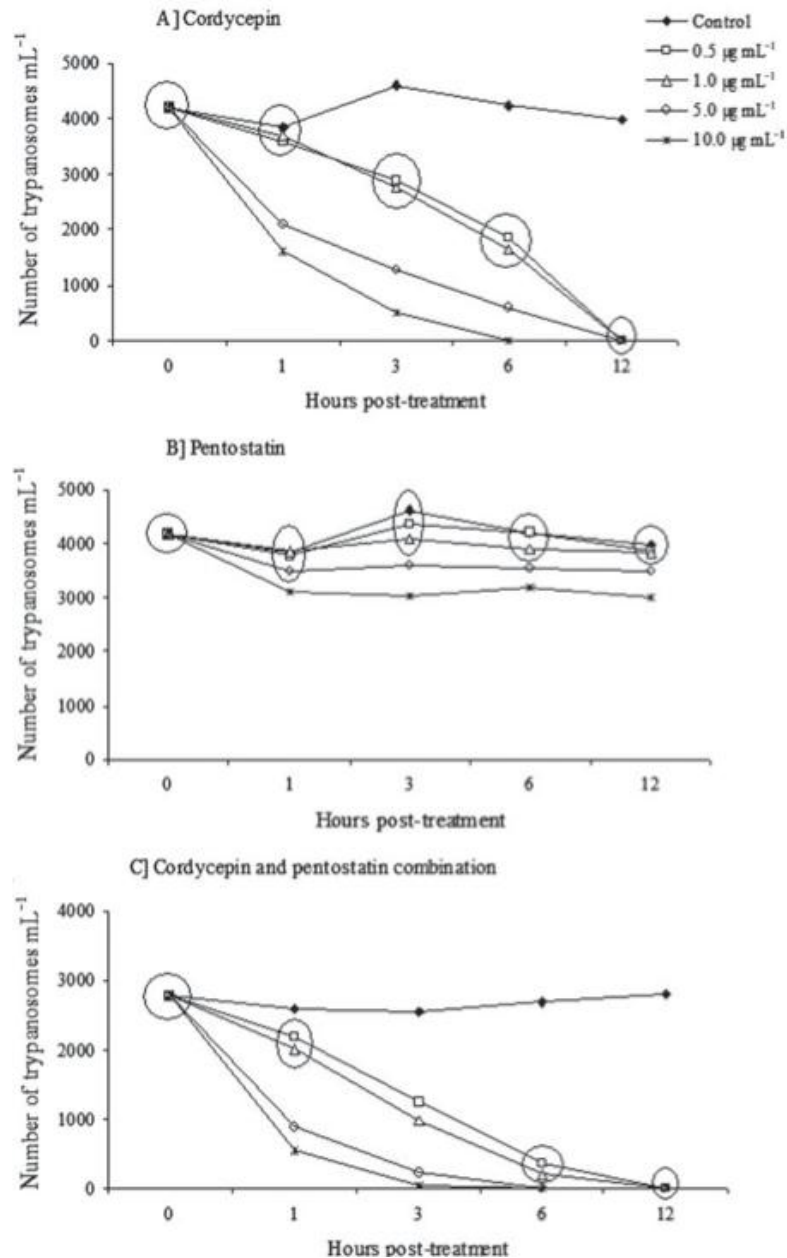 A] Cordycepin
Control
0.5 µg mL⁻¹
1.0 µg mL⁻¹
5.0 µg mL⁻¹
10.0 µg mL⁻¹
Number of trypanosomes mL⁻¹
5000
4000
3000
2000
1000
0
0 1 3 6 12
Hours post-treatment
B] Pentostatin
Number of trypanosomes mL⁻¹
5000
4000
3000
2000
1000
0
0 1 3 6 12
Hours post-treatment
C] Cordycepin and pentostatin combination
Number of trypanosomes mL⁻¹
4000
3000
2000
1000
0
0 1 3 6 12
Hours post-treatment